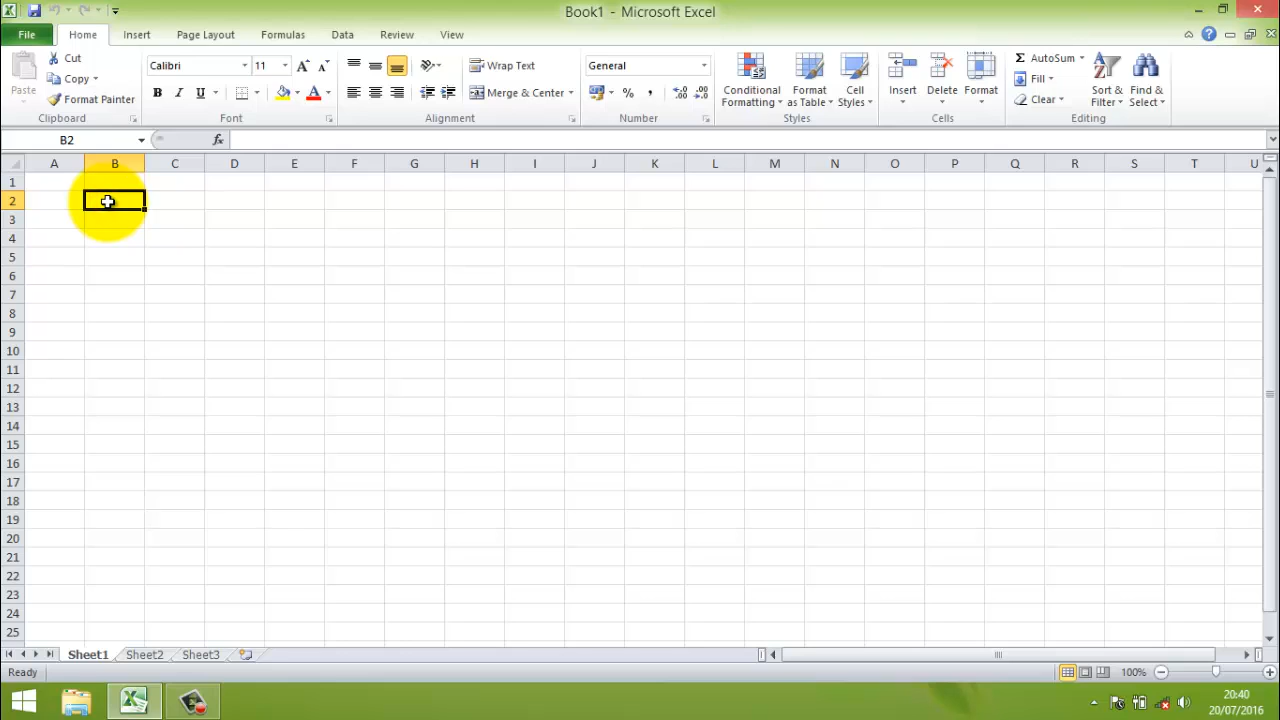 Book1 - Microsoft Excel
File Home Insert Page Layout Formulas Data Review View
Paste
Cut
Copy
Format Painter
Clipboard
Calibri 11
B I U A
Font
Wrap Text
Merge & Center
Alignment
General
%
Number
Conditional Formatting
Format as Table
Cell Styles
Styles
Insert Delete Format
Cells
Σ AutoSum
Fill
Clear
Sort & Filter
Find & Select
Editing
B2 fx
A B C D E F G H I J K L M N O P Q R S T U
1
2
3
4
5
6
7
8
9
10
11
12
13
14
15
16
17
18
19
20
21
22
23
24
25
Sheet1 Sheet2 Sheet3
Ready 100%
20:40
20/07/2016